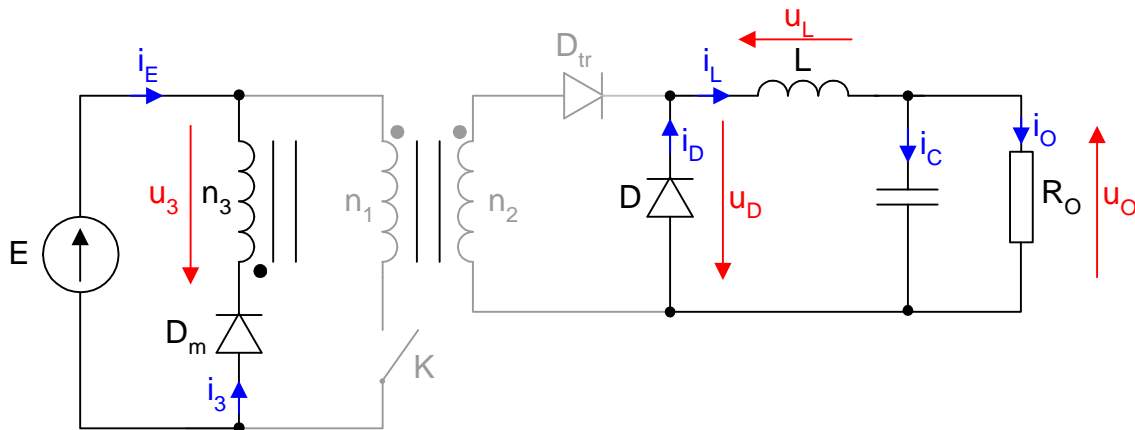 u_L
D_tr
L
i_E
i_L
i_D
i_C
i_O
u_3
n_3
n_1
n_2
D
u_D
R_O
u_O
E
D_m
K
i_3